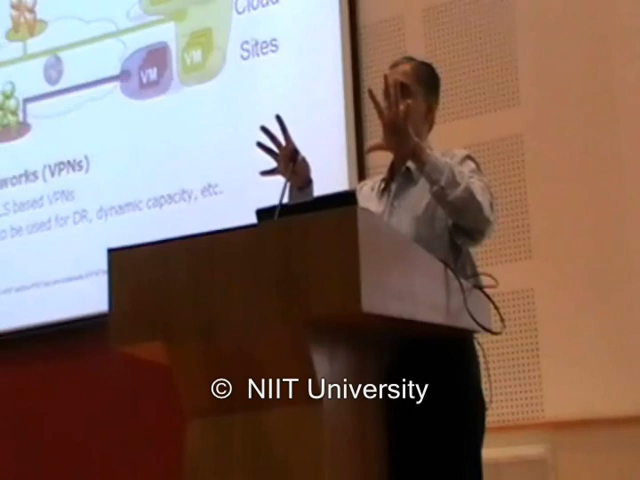 Cloud
Sites
VM
VM
works (VPNs)
LS based VPNs
o be used for DR, dynamic capacity, etc.
© NIIT University